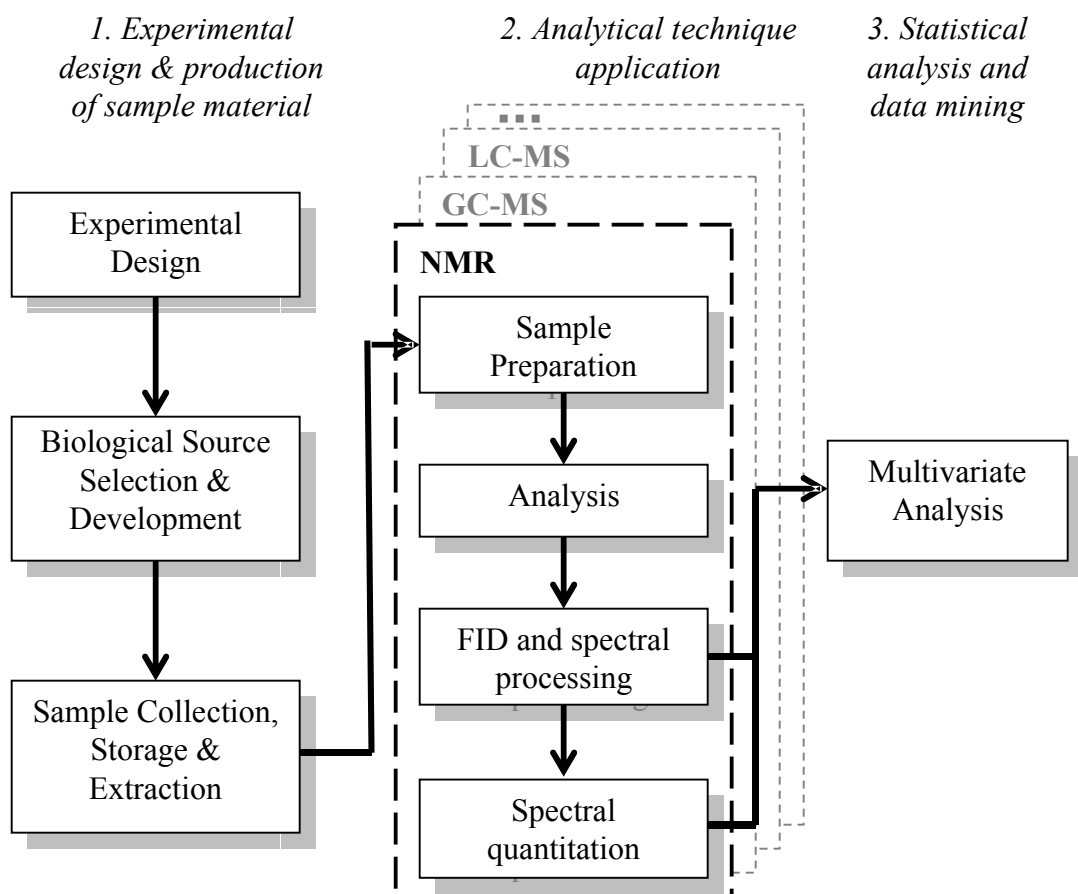 1. Experimental
design & production
of sample material
2. Analytical technique
application
3. Statistical
analysis and
data mining
Experimental
Design
Biological Source
Selection &
Development
Sample Collection,
Storage &
Extraction
...
LC-MS
GC-MS
NMR
Sample
Preparation
Analysis
FID and spectral
processing
Spectral
quantitation
Multivariate
Analysis